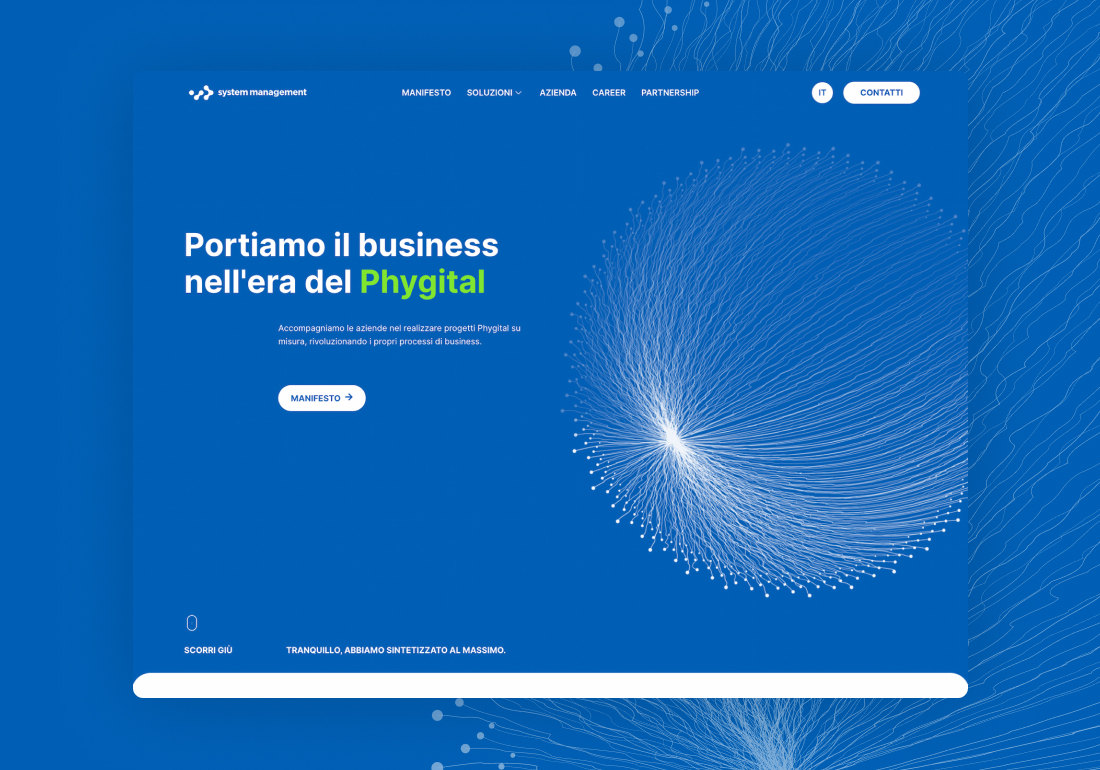 system management
MANIFESTO
SOLUZIONI
AZIENDA
CAREER
PARTNERSHIP
IT
CONTATTI
Portiamo il business
nell'era del Phygital
Accompagniamo le aziende nel realizzare progetti Phygital su
misura, rivoluzionando i propri processi di business.
MANIFESTO
SCORRI GIÙ
TRANQUILLO, ABBIAMO SINTETIZZATO AL MASSIMO.